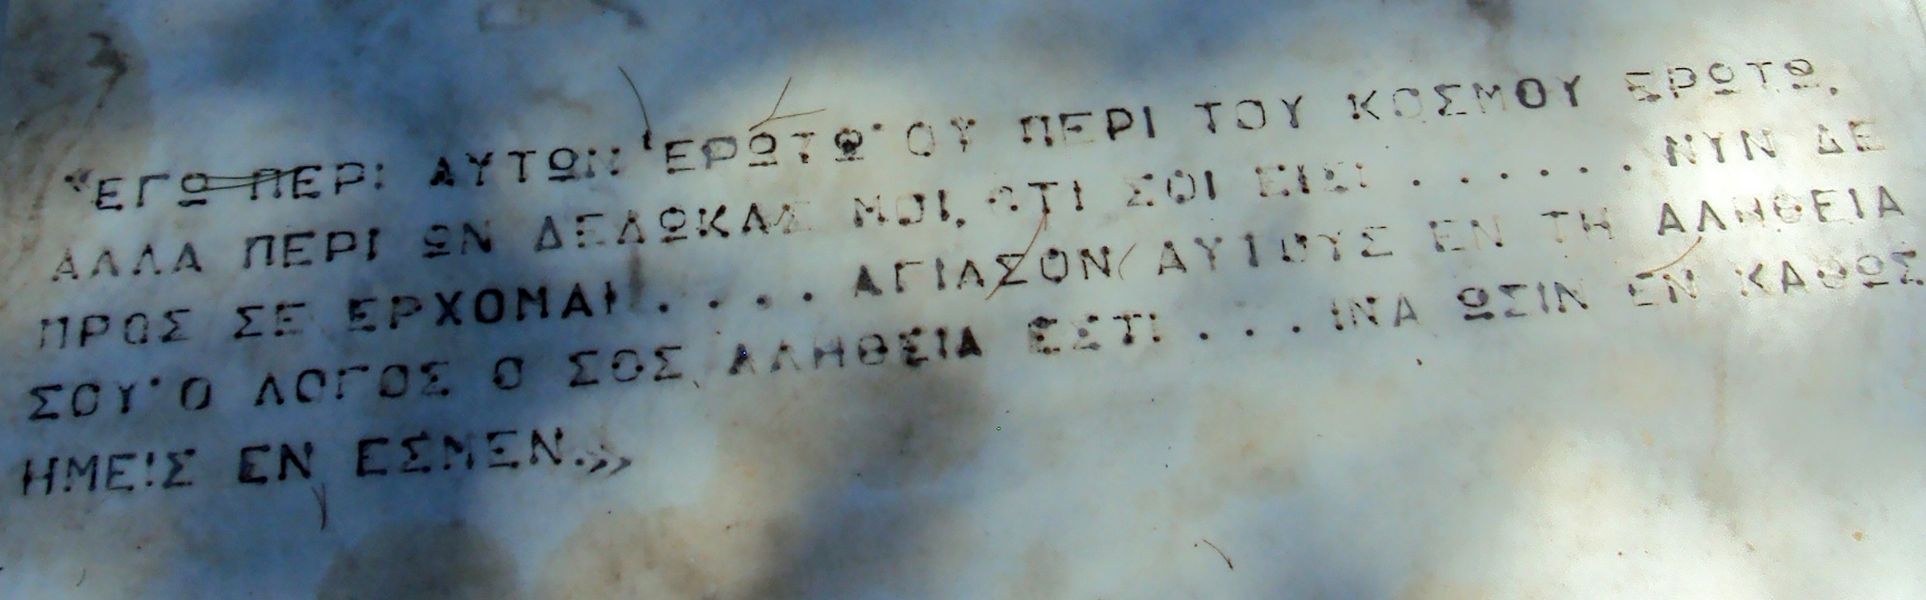 «ΕΓΩ ΠΕΡΙ ΑΥΤΩΝ ΕΡΩΤΩ· ΟΥ ΠΕΡΙ ΤΟΥ ΚΟΣΜΟΥ ΕΡΩΤΩ,
ΑΛΛΑ ΠΕΡΙ ΩΝ ΔΕΔΩΚΑΣ ΜΟΙ, ΟΤΙ ΣΟΙ ΕΙΣΙ . . . . . . ΝΥΝ ΔΕ
ΠΡΟΣ ΣΕ ΕΡΧΟΜΑΙ . . . . ΑΓΙΑΣΟΝ ΑΥΤΟΥΣ ΕΝ ΤΗ ΑΛΗΘΕΙΑ
ΣΟΥ· Ο ΛΟΓΟΣ Ο ΣΟΣ ΑΛΗΘΕΙΑ ΕΣΤΙ . . . ΙΝΑ ΩΣΙΝ ΕΝ ΚΑΘΩΣ
ΗΜΕΙΣ ΕΝ ΕΣΜΕΝ.»